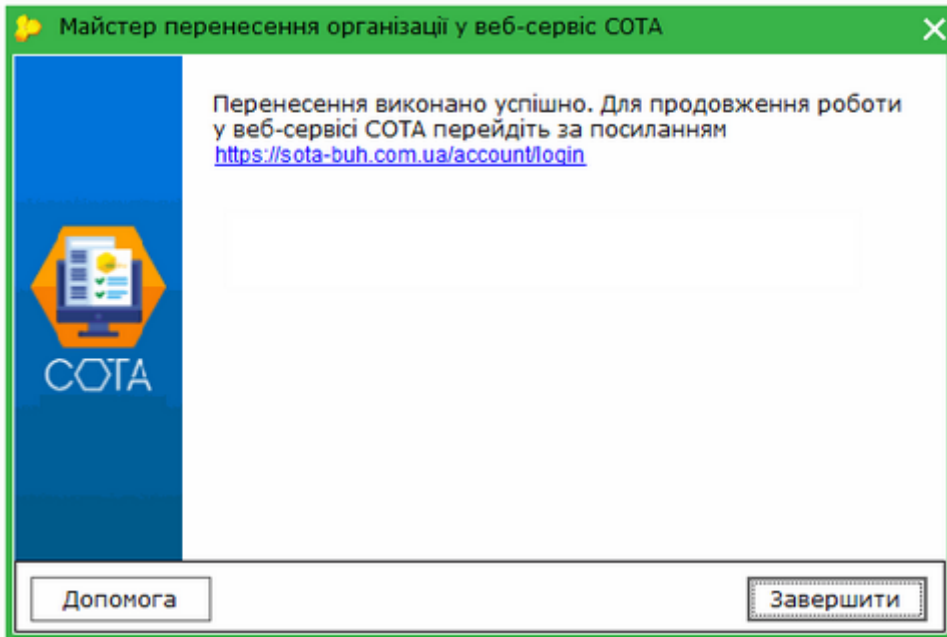 Майстер перенесення організації у веб-сервіс СОТА
Перенесення виконано успішно. Для продовження роботи
у веб-сервісі СОТА перейдіть за посиланням
https://sota-buh.com.ua/account/login
СОТА
Допомога
Завершити